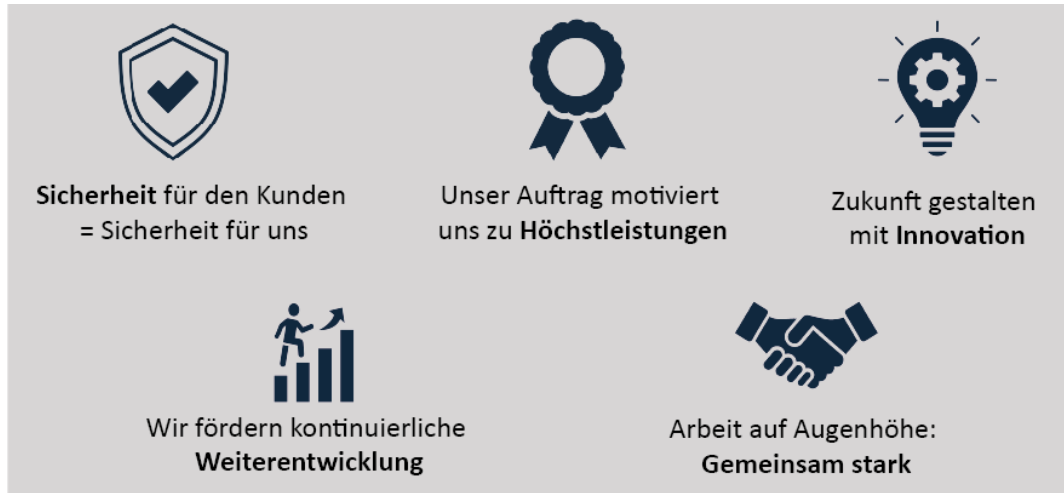 Sicherheit für den Kunden
= Sicherheit für uns
Unser Auftrag motiviert
uns zu Höchstleistungen
Zukunft gestalten
mit Innovation
Wir fördern kontinuierliche
Weiterentwicklung
Arbeit auf Augenhöhe:
Gemeinsam stark